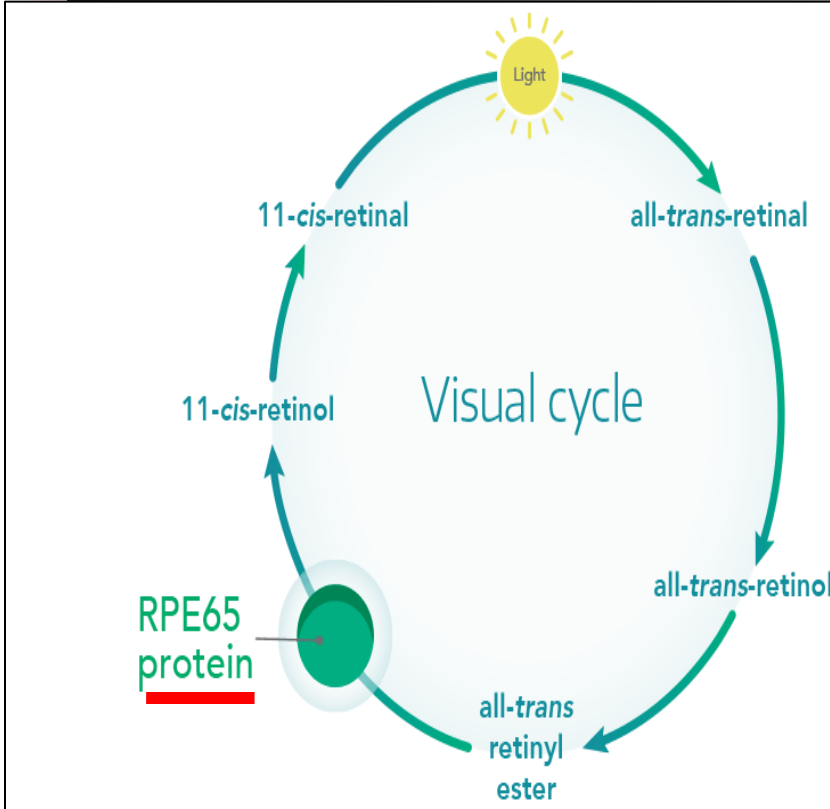 Light
11-cis-retinal
all-trans-retinal
Visual cycle
11-cis-retinol
all-trans-retinol
RPE65
protein
all-trans
retinyl
ester